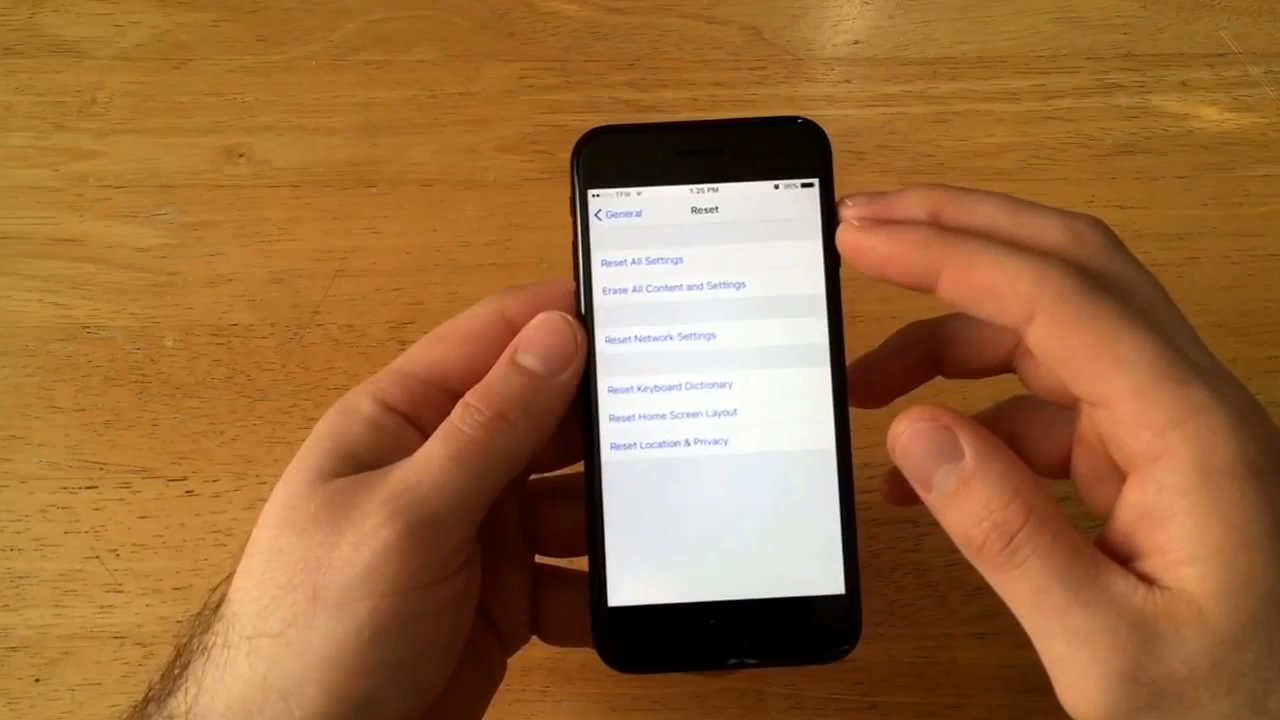 TFW 1:25 PM 96%
General Reset
Reset All Settings
Erase All Content and Settings
Reset Network Settings
Reset Keyboard Dictionary
Reset Home Screen Layout
Reset Location & Privacy